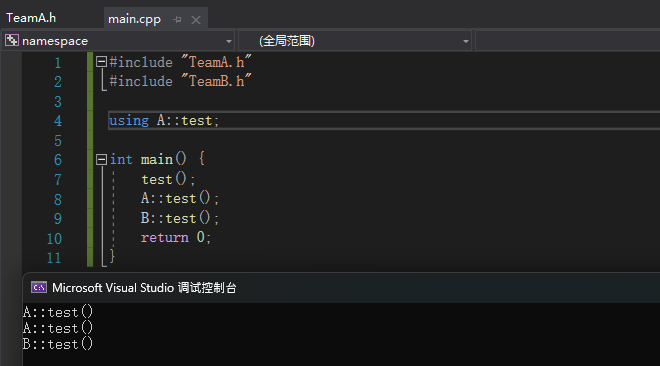 TeamA.h
main.cpp
namespace
(全局范围)
1 #include "TeamA.h"
2 #include "TeamB.h"
3
4 using A::test;
5
6 int main() {
7 test();
8 A::test();
9 B::test();
10 return 0;
11 }
Microsoft Visual Studio 调试控制台
A::test()
A::test()
B::test()